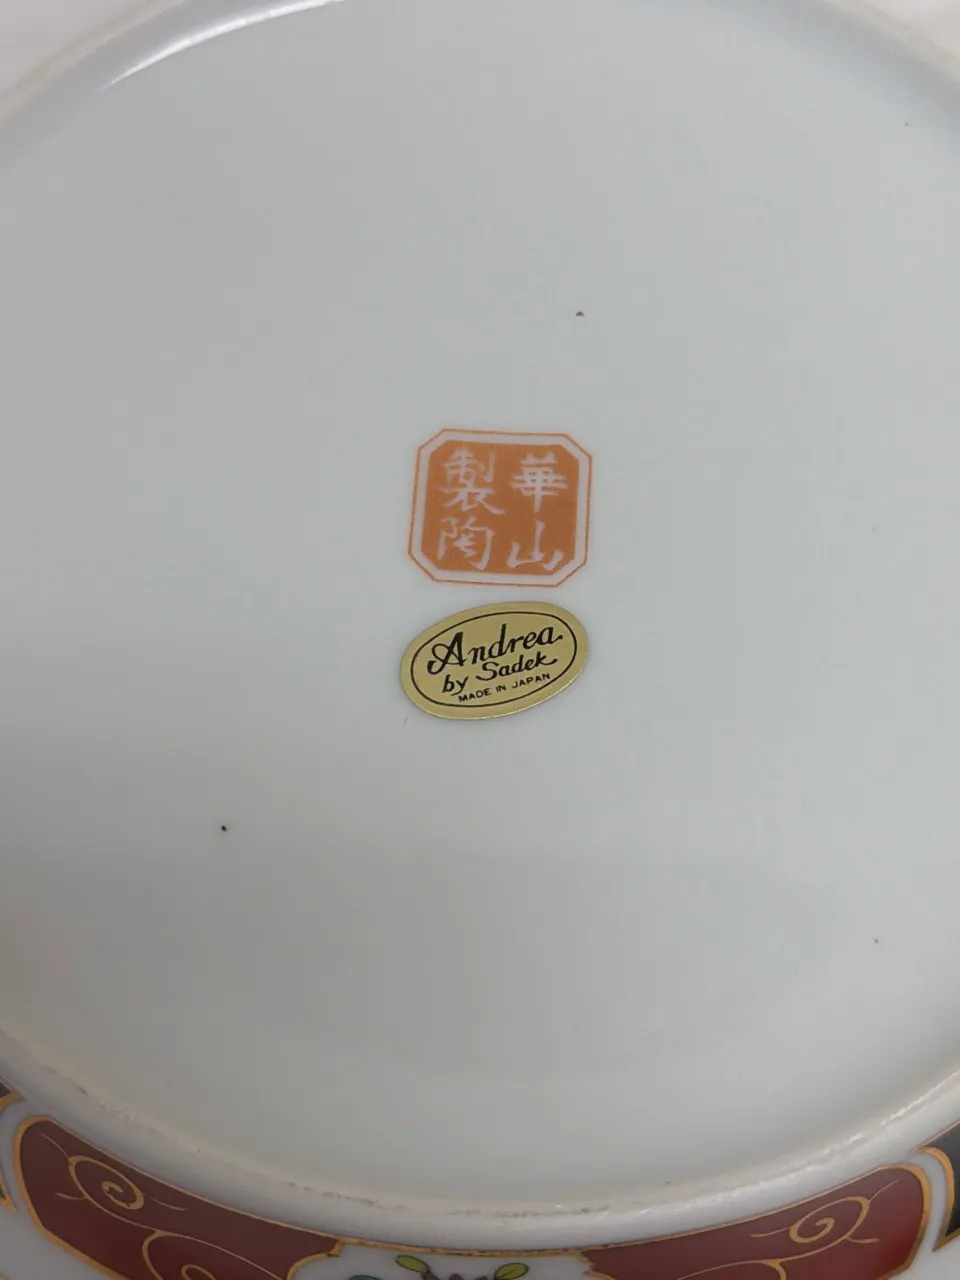 華山
製陶
Andrea
by Sadek
MADE IN JAPAN